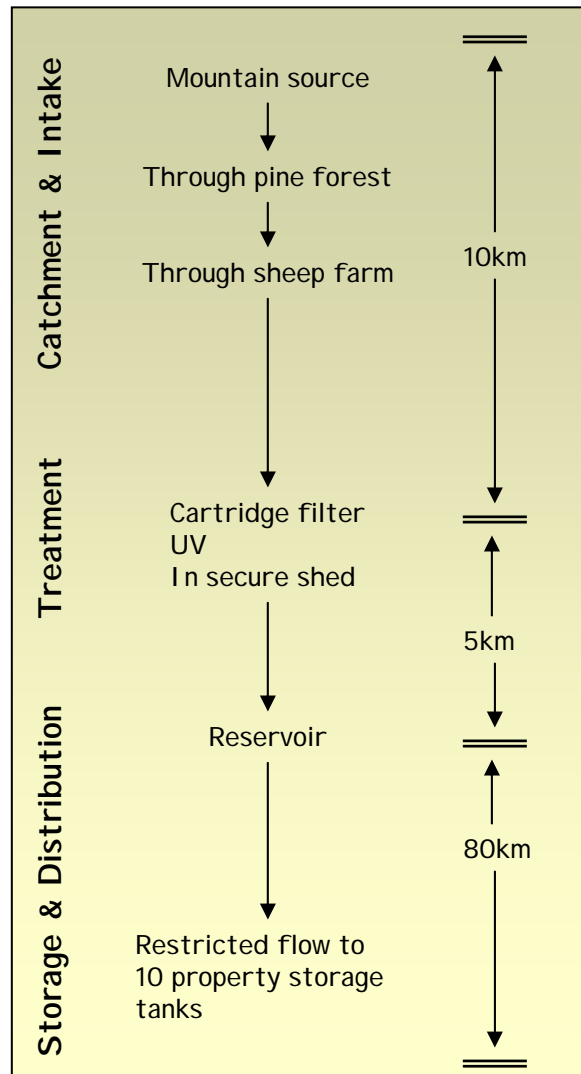 Catchment & Intake
Mountain source
Through pine forest
Through sheep farm
10km
Treatment
Cartridge filter
UV
In secure shed
5km
Storage & Distribution
Reservoir
80km
Restricted flow to
10 property storage
tanks